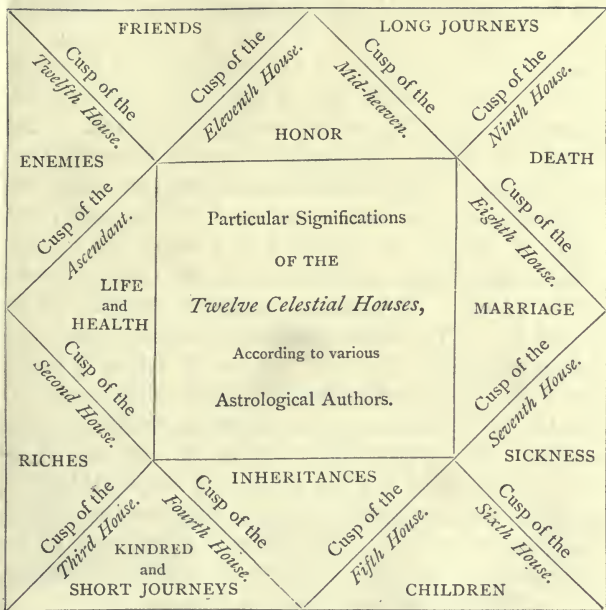 FRIENDS
LONG JOURNEYS
Cusp of the
Twelfth House.
Cusp of the
Eleventh House.
Cusp of the
Mid-heaven.
Cusp of the
Ninth House.
HONOR
ENEMIES
DEATH
Cusp of the
Ascendant.
Cusp of the
Eighth House.
Particular Significations
OF THE
Twelve Celestial Houses,
According to various
Astrological Authors.
LIFE
and
HEALTH
MARRIAGE
Cusp of the
Second House.
Cusp of the
Seventh House.
RICHES
SICKNESS
INHERITANCES
Cusp of the
Third House.
Cusp of the
Fourth House.
Cusp of the
Fifth House.
Cusp of the
Sixth House.
KINDRED
and
SHORT JOURNEYS
CHILDREN